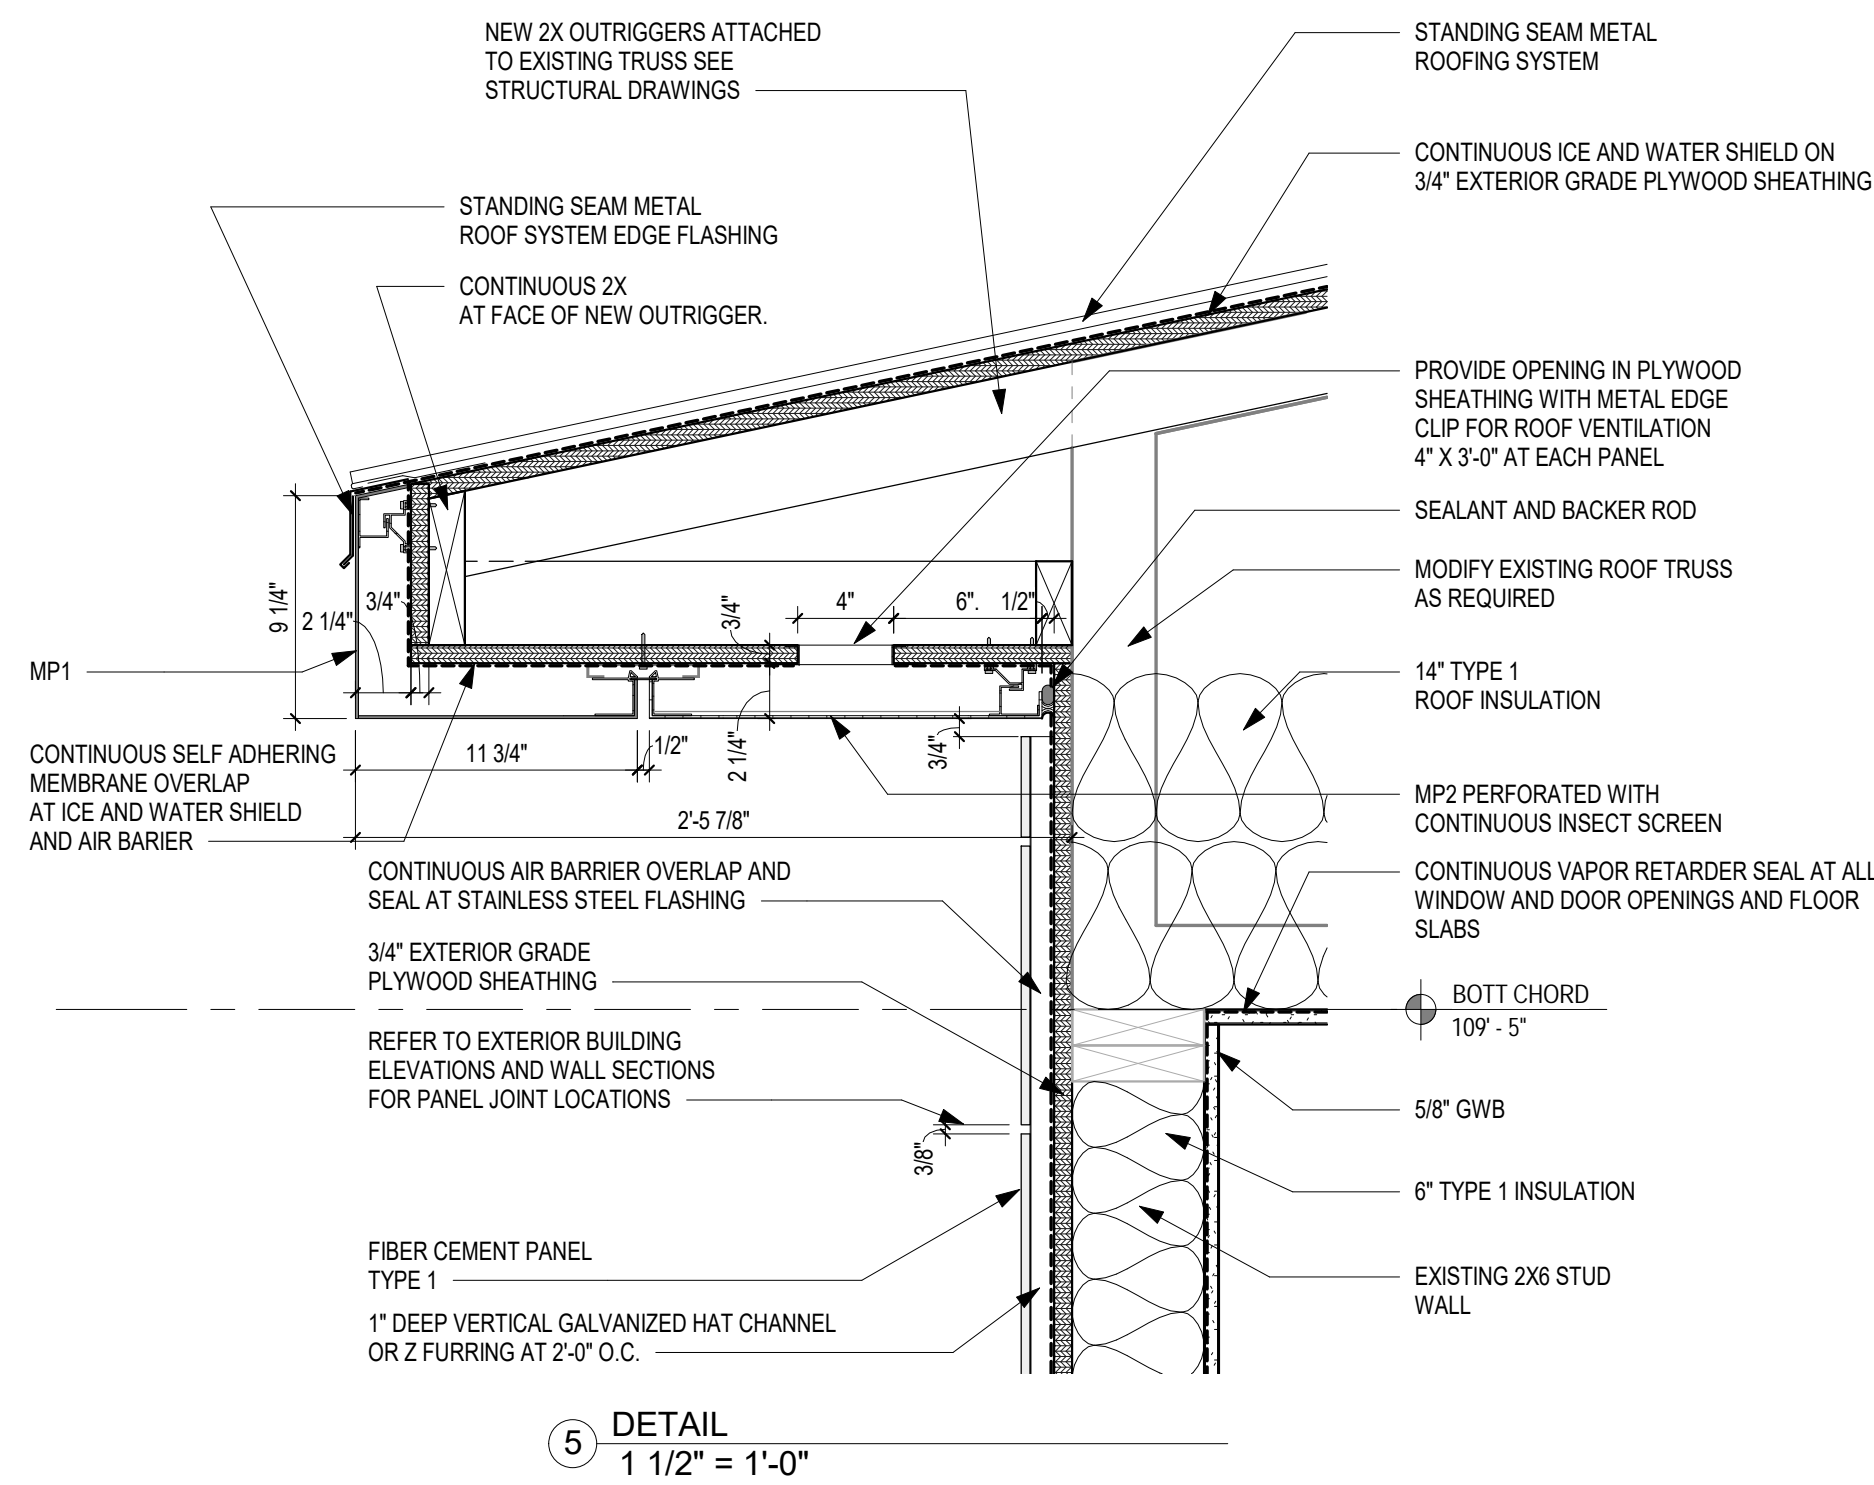 NEW 2X OUTRIGGERS ATTACHED
TO EXISTING TRUSS SEE
STRUCTURAL DRAWINGS
STANDING SEAM METAL
ROOFING SYSTEM
CONTINUOUS ICE AND WATER SHIELD ON
3/4" EXTERIOR GRADE PLYWOOD SHEATHING
STANDING SEAM METAL
ROOF SYSTEM EDGE FLASHING
CONTINUOUS 2X
AT FACE OF NEW OUTRIGGER.
PROVIDE OPENING IN PLYWOOD
SHEATHING WITH METAL EDGE
CLIP FOR ROOF VENTILATION
4" X 3'-0" AT EACH PANEL
SEALANT AND BACKER ROD
MODIFY EXISTING ROOF TRUSS
AS REQUIRED
9 1/4"
2 1/4"
3/4"
3/4"
4"
6".
1/2"
MP1
14" TYPE 1
ROOF INSULATION
CONTINUOUS SELF ADHERING
MEMBRANE OVERLAP
AT ICE AND WATER SHIELD
AND AIR BARIER
11 3/4"
1/2"
2 1/4"
3/4"
2'-5 7/8"
MP2 PERFORATED WITH
CONTINUOUS INSECT SCREEN
CONTINUOUS AIR BARRIER OVERLAP AND
SEAL AT STAINLESS STEEL FLASHING
CONTINUOUS VAPOR RETARDER SEAL AT ALL
WINDOW AND DOOR OPENINGS AND FLOOR
SLABS
3/4" EXTERIOR GRADE
PLYWOOD SHEATHING
BOTT CHORD
109' - 5"
REFER TO EXTERIOR BUILDING
ELEVATIONS AND WALL SECTIONS
FOR PANEL JOINT LOCATIONS
3/8"
5/8" GWB
6" TYPE 1 INSULATION
FIBER CEMENT PANEL
TYPE 1
EXISTING 2X6 STUD
WALL
1" DEEP VERTICAL GALVANIZED HAT CHANNEL
OR Z FURRING AT 2'-0" O.C.
5
DETAIL
1 1/2" = 1'-0"